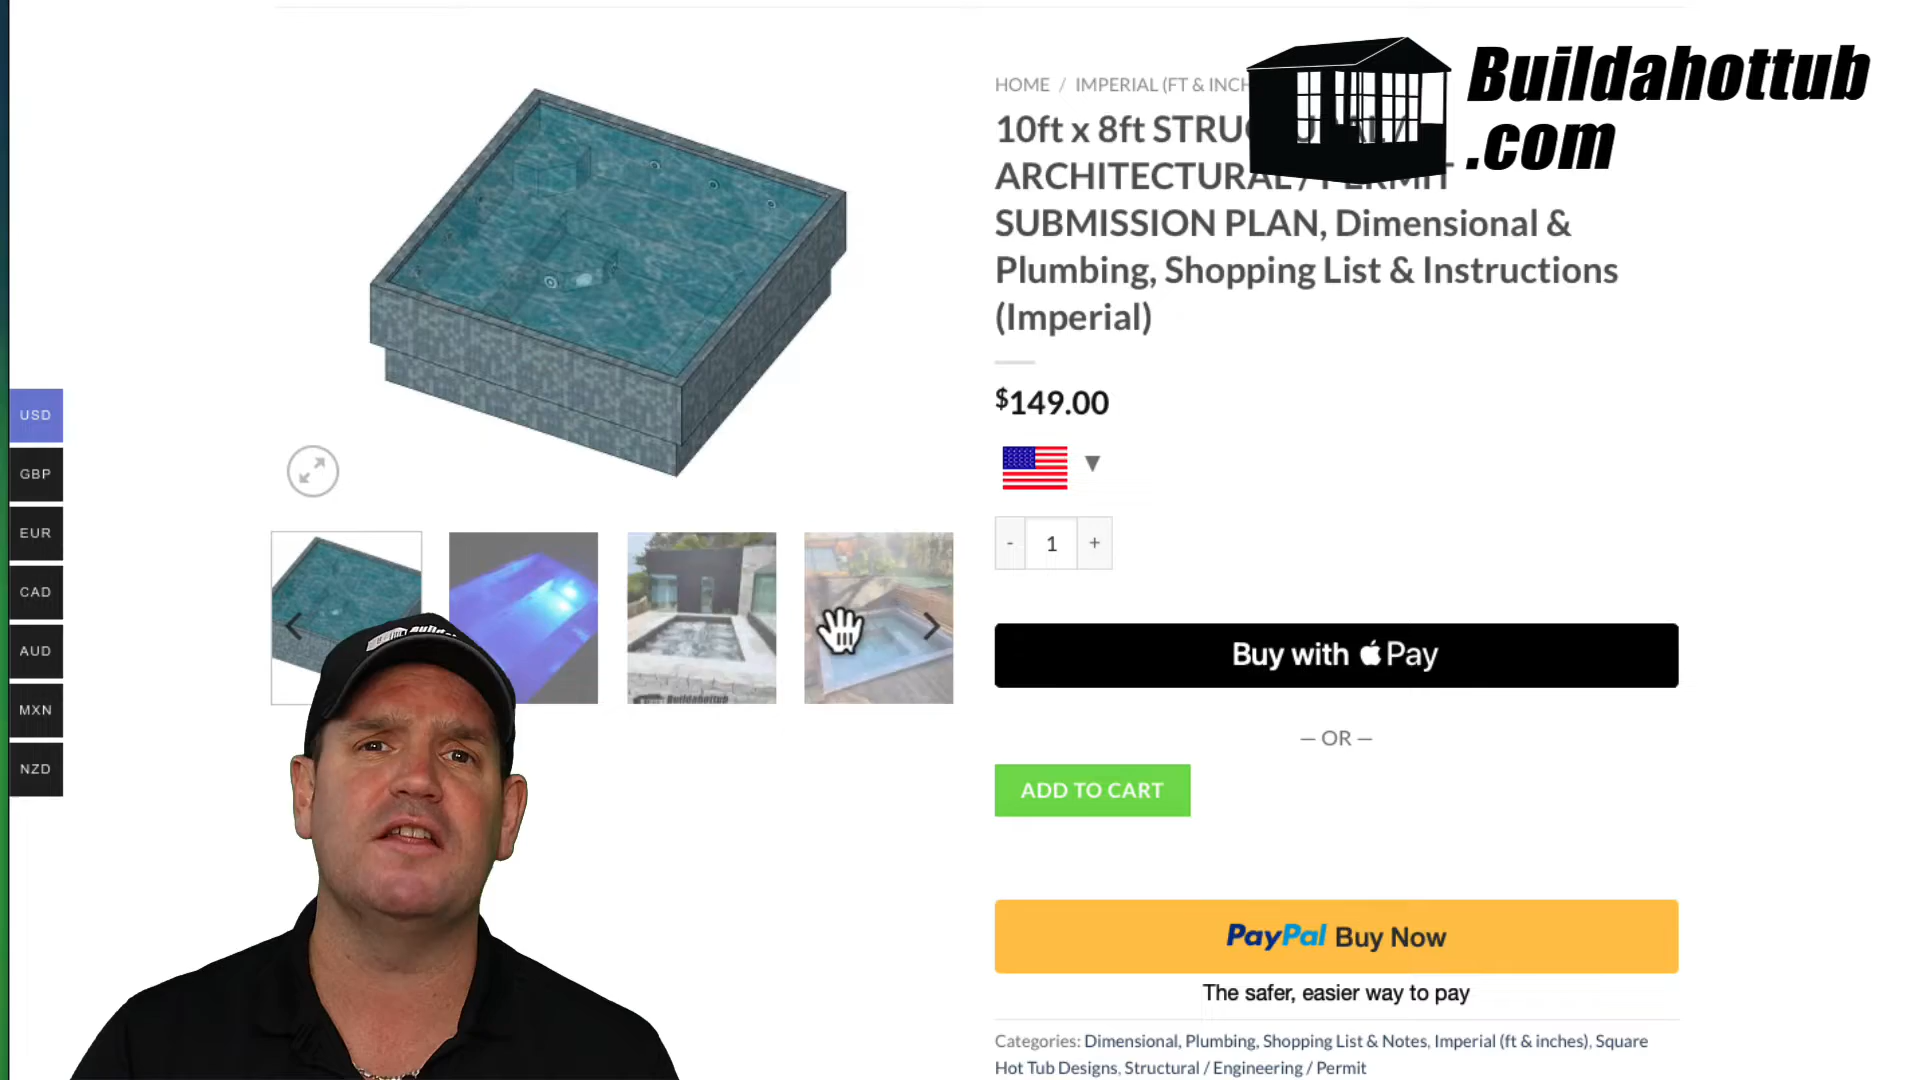 Buildahottub
.com
HOME / IMPERIAL (FT & INCH
10ft x 8ft STRUCTURAL /
ARCHITECTURAL / PERMIT
SUBMISSION PLAN, Dimensional &
Plumbing, Shopping List & Instructions
(Imperial)
$149.00
- 1 +
Buy with Pay
— OR —
ADD TO CART
PayPal Buy Now
The safer, easier way to pay
Categories: Dimensional, Plumbing, Shopping List & Notes, Imperial (ft & inches), Square
Hot Tub Designs, Structural / Engineering / Permit
USD
GBP
EUR
CAD
AUD
MXN
NZD
Buildahottub